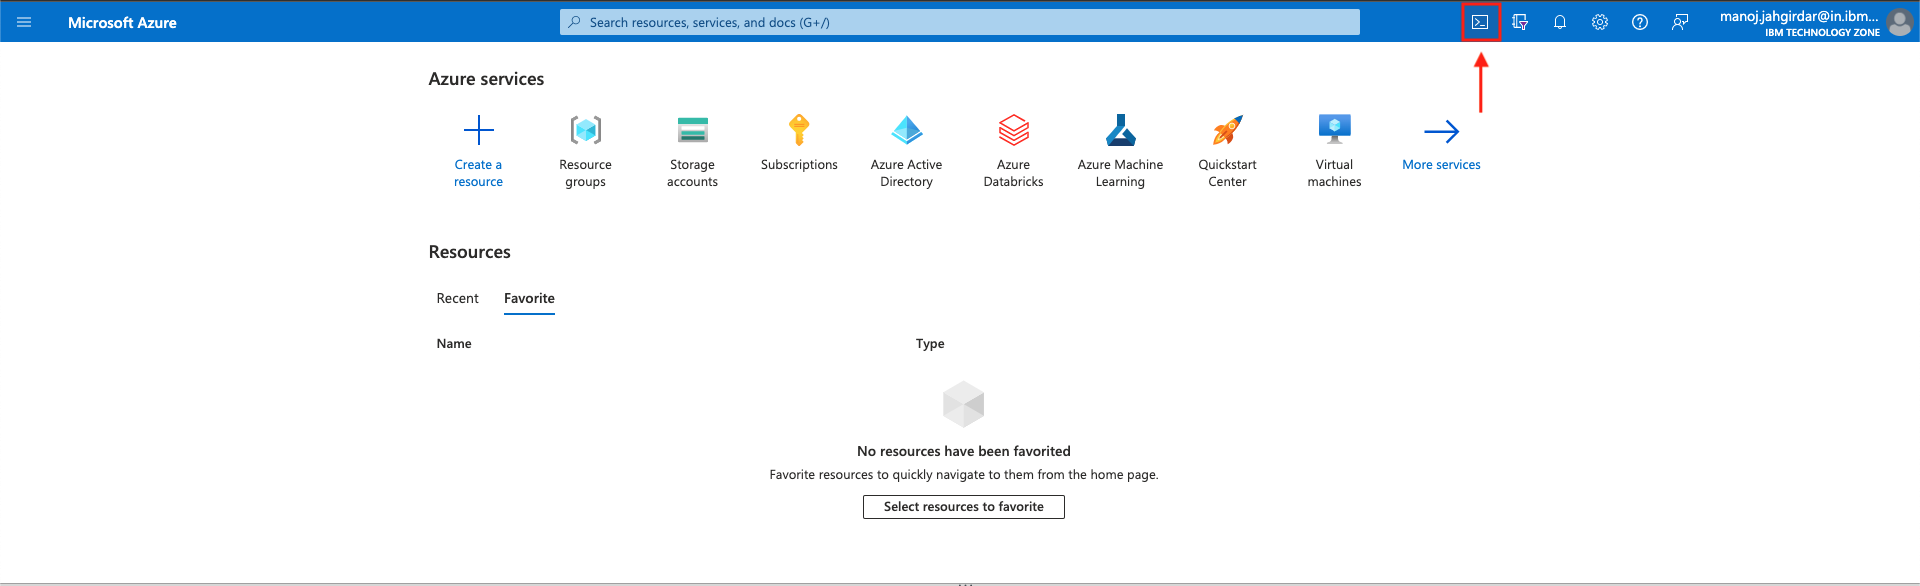 Microsoft Azure
Search resources, services, and docs (G+/)
manoj.jahgirdar@in.ibm...
IBM TECHNOLOGY ZONE
Azure services
Create a
resource
Resource
groups
Storage
accounts
Subscriptions
Azure Active
Directory
Azure
Databricks
Azure Machine
Learning
Quickstart
Center
Virtual
machines
More services
Resources
Recent
Favorite
Name
Type
No resources have been favorited
Favorite resources to quickly navigate to them from the home page.
Select resources to favorite